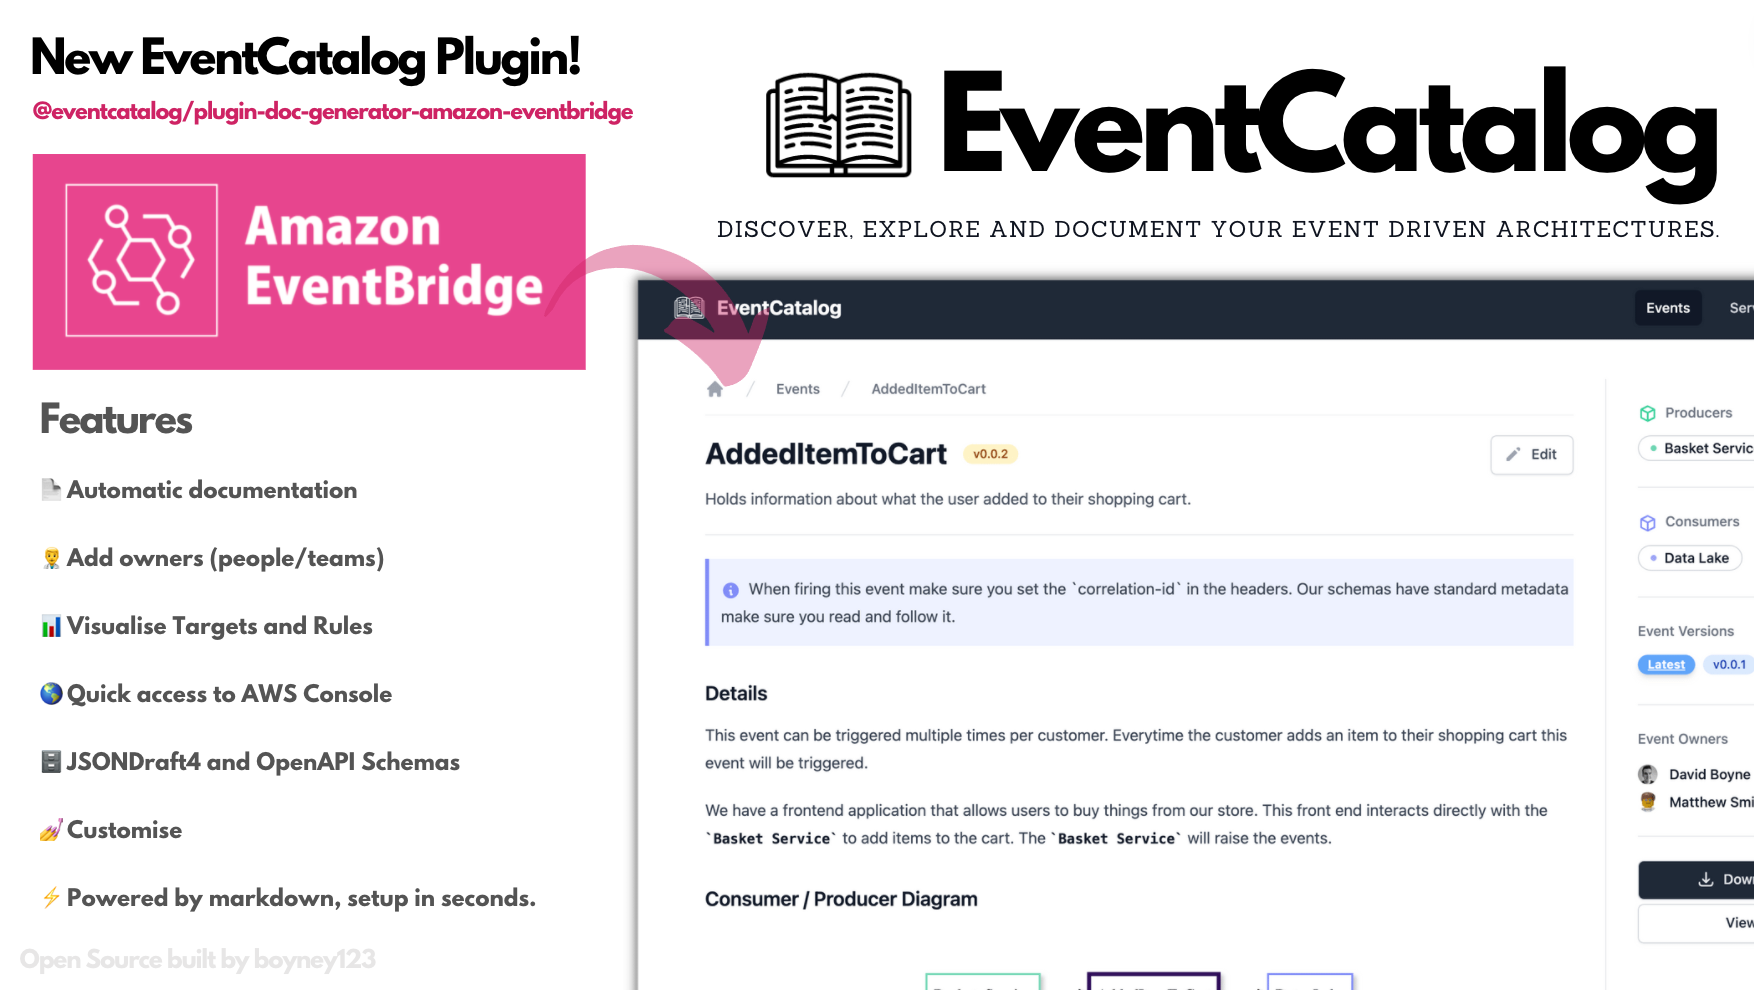 New EventCatalog Plugin!
@eventcatalog/plugin-doc-generator-amazon-eventbridge
Amazon
EventBridge
Features
Automatic documentation
Add owners (people/teams)
Visualise Targets and Rules
Quick access to AWS Console
JSONDraft4 and OpenAPI Schemas
Customise
Powered by markdown, setup in seconds.
Open Source built by boyney123
EventCatalog
DISCOVER, EXPLORE AND DOCUMENT YOUR EVENT DRIVEN ARCHITECTURES.
EventCatalog
Events
/ Events / AddedItemToCart
AddedItemToCart v0.0.2
Edit
Holds information about what the user added to their shopping cart.
When firing this event make sure you set the `correlation-id` in the headers. Our schemas have standard metadata
make sure you read and follow it.
Details
This event can be triggered multiple times per customer. Everytime the customer adds an item to their shopping cart this
event will be triggered.
We have a frontend application that allows users to buy things from our store. This front end interacts directly with the
`Basket Service` to add items to the cart. The `Basket Service` will raise the events.
Consumer / Producer Diagram
Producers
Basket Servic
Consumers
Data Lake
Event Versions
Latest v0.0.1
Event Owners
David Boyne
Matthew Smi
Dow
View